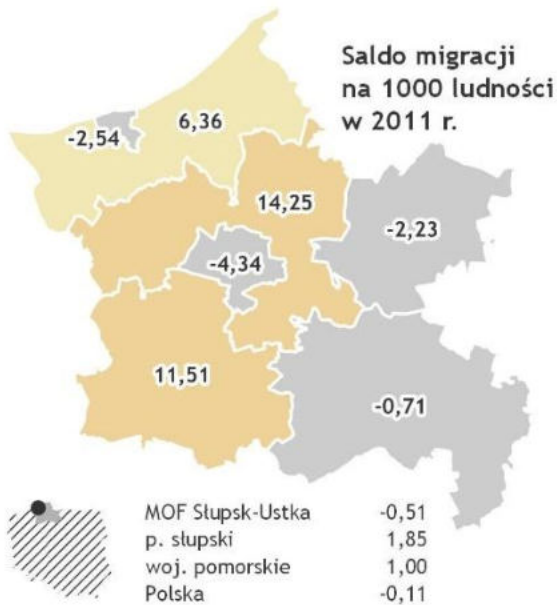 Saldo migracji
na 1000 ludności
w 2011 r.
-2,54
6,36
14,25
-2,23
-4,34
11,51
-0,71
MOF Słupsk-Ustka -0,51
p. słupski 1,85
woj. pomorskie 1,00
Polska -0,11